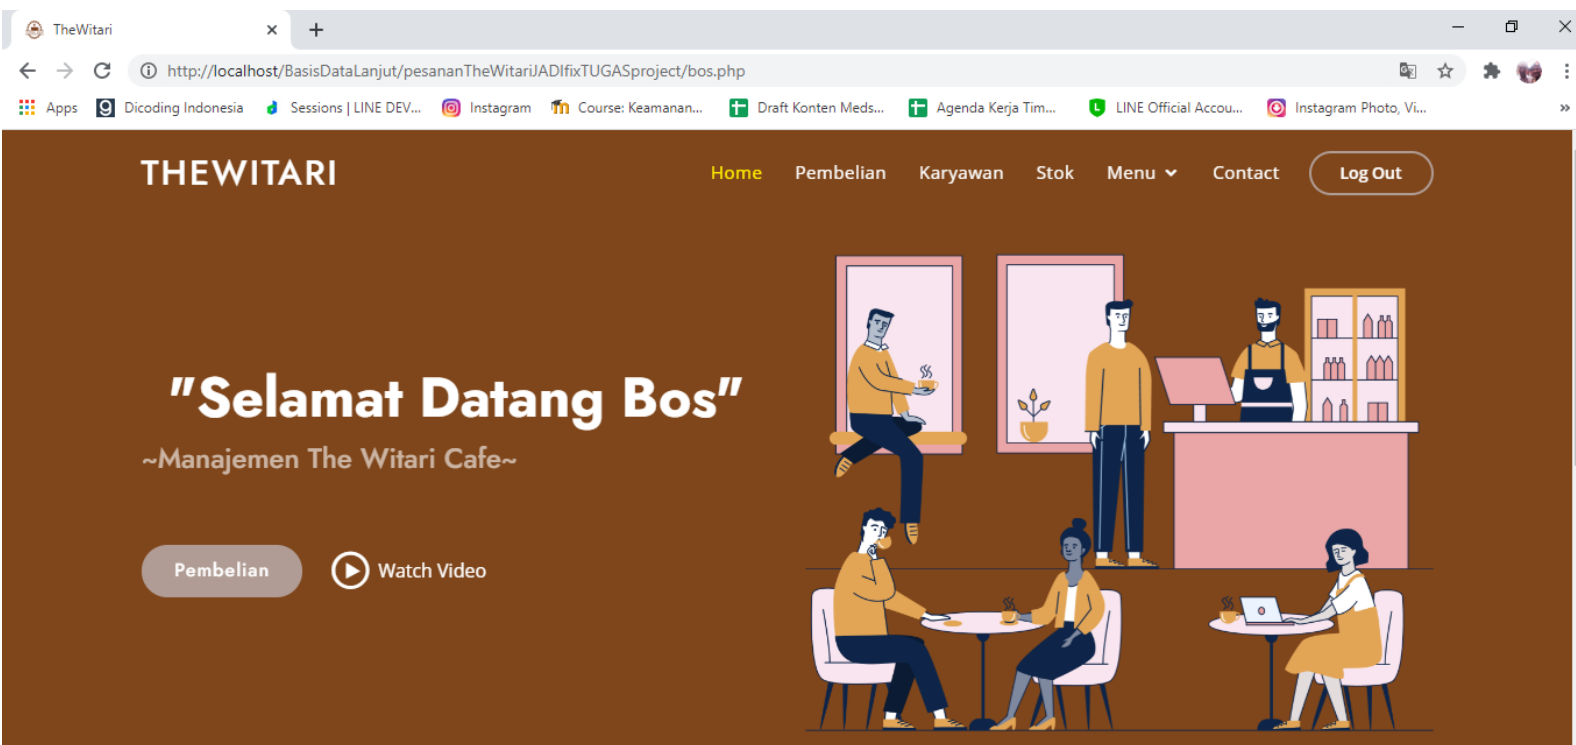 TheWitari
http://localhost/BasisDataLanjut/pesananTheWitariJADIfixTUGASproject/bos.php
Apps Dicoding Indonesia Sessions | LINE DEV... Instagram Course: Keamanan... Draft Konten Meds... Agenda Kerja Tim... LINE Official Accou... Instagram Photo, Vi... »
THEWITARI Home Pembelian Karyawan Stok Menu Contact Log Out
"Selamat Datang Bos"
~Manajemen The Witari Cafe~
Pembelian Watch Video